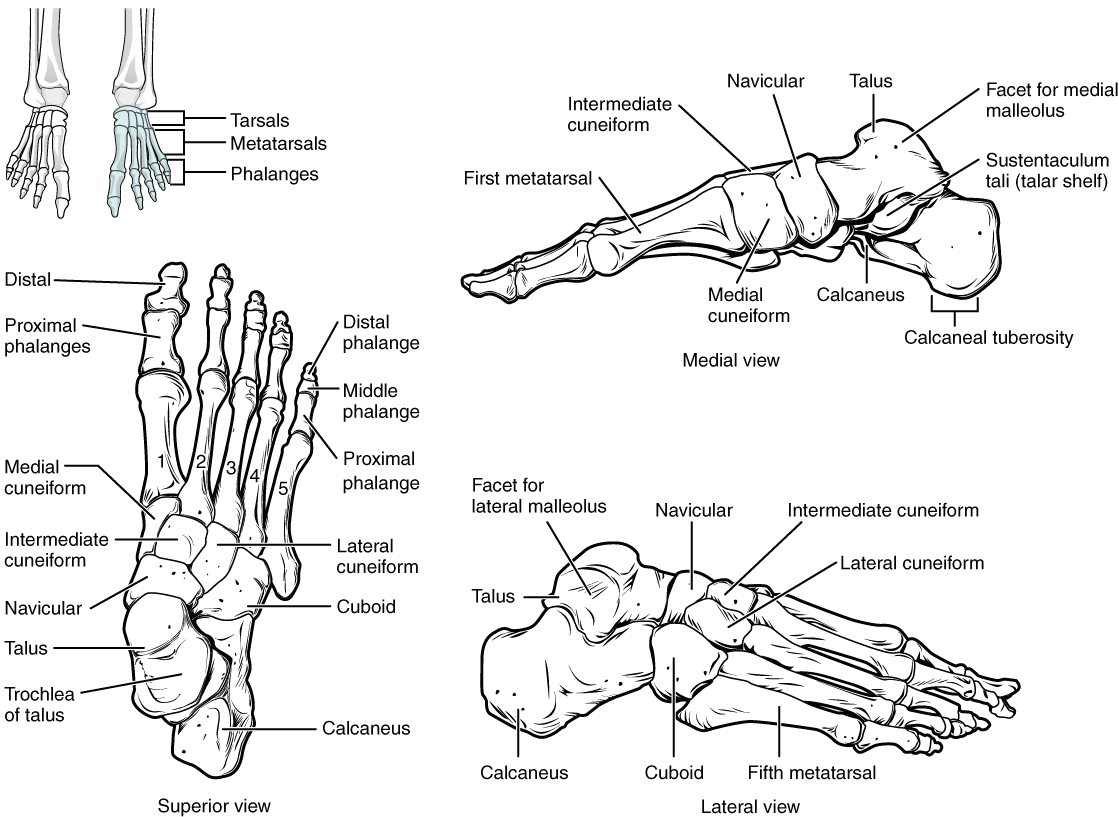 Tarsals
Metatarsals
Phalanges
Distal
Proximal
phalanges
Distal
phalange
Middle
phalange
Proximal
phalange
1
2
3
4
5
Medial
cuneiform
Intermediate
cuneiform
Navicular
Talus
Trochlea
of talus
Lateral
cuneiform
Cuboid
Calcaneus
Superior view
Navicular
Talus
Intermediate
cuneiform
Facet for medial
malleolus
First metatarsal
Sustentaculum
tali (talar shelf)
Medial
cuneiform
Calcaneus
Calcaneal tuberosity
Medial view
Facet for
lateral malleolus
Navicular
Intermediate cuneiform
Lateral cuneiform
Talus
Calcaneus
Cuboid
Fifth metatarsal
Lateral view